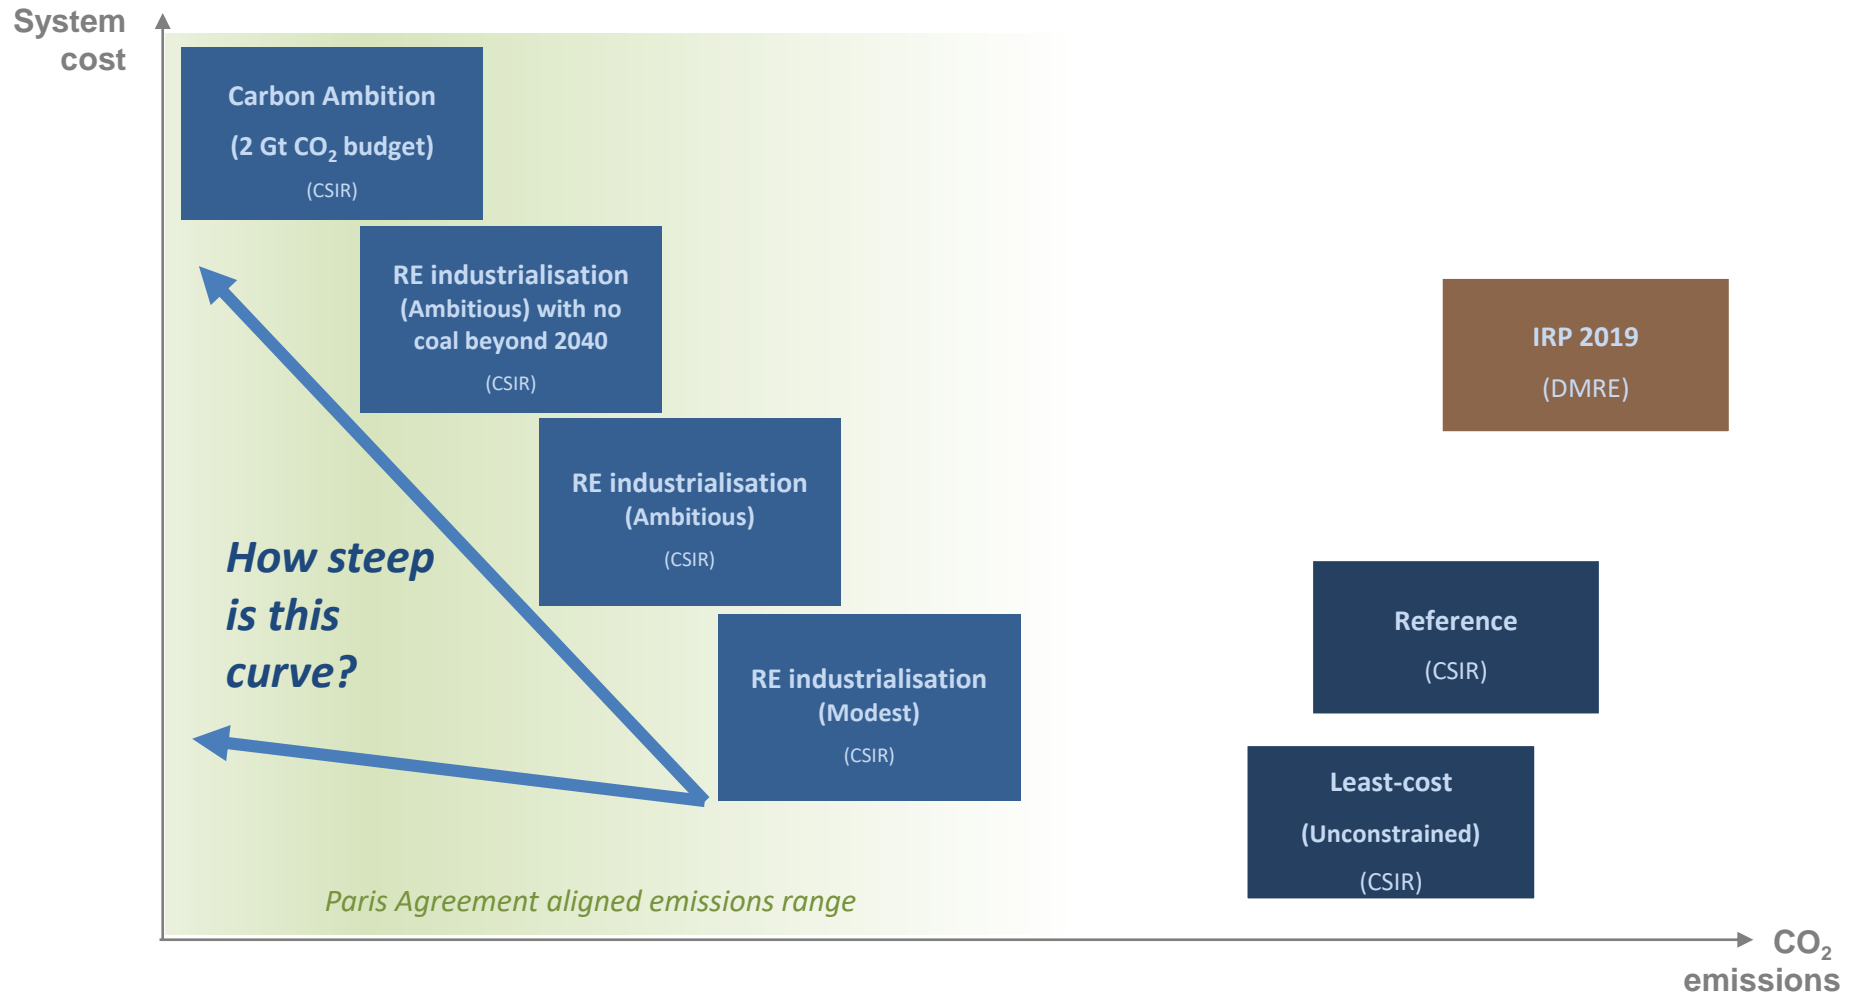 System
cost
Carbon Ambition
(2 Gt CO₂ budget)
(CSIR)
RE industrialisation
(Ambitious) with no
coal beyond 2040
(CSIR)
IRP 2019
(DMRE)
RE industrialisation
(Ambitious)
(CSIR)
How steep
is this
curve?
Reference
(CSIR)
RE industrialisation
(Modest)
(CSIR)
Least-cost
(Unconstrained)
(CSIR)
Paris Agreement aligned emissions range
CO₂
emissions